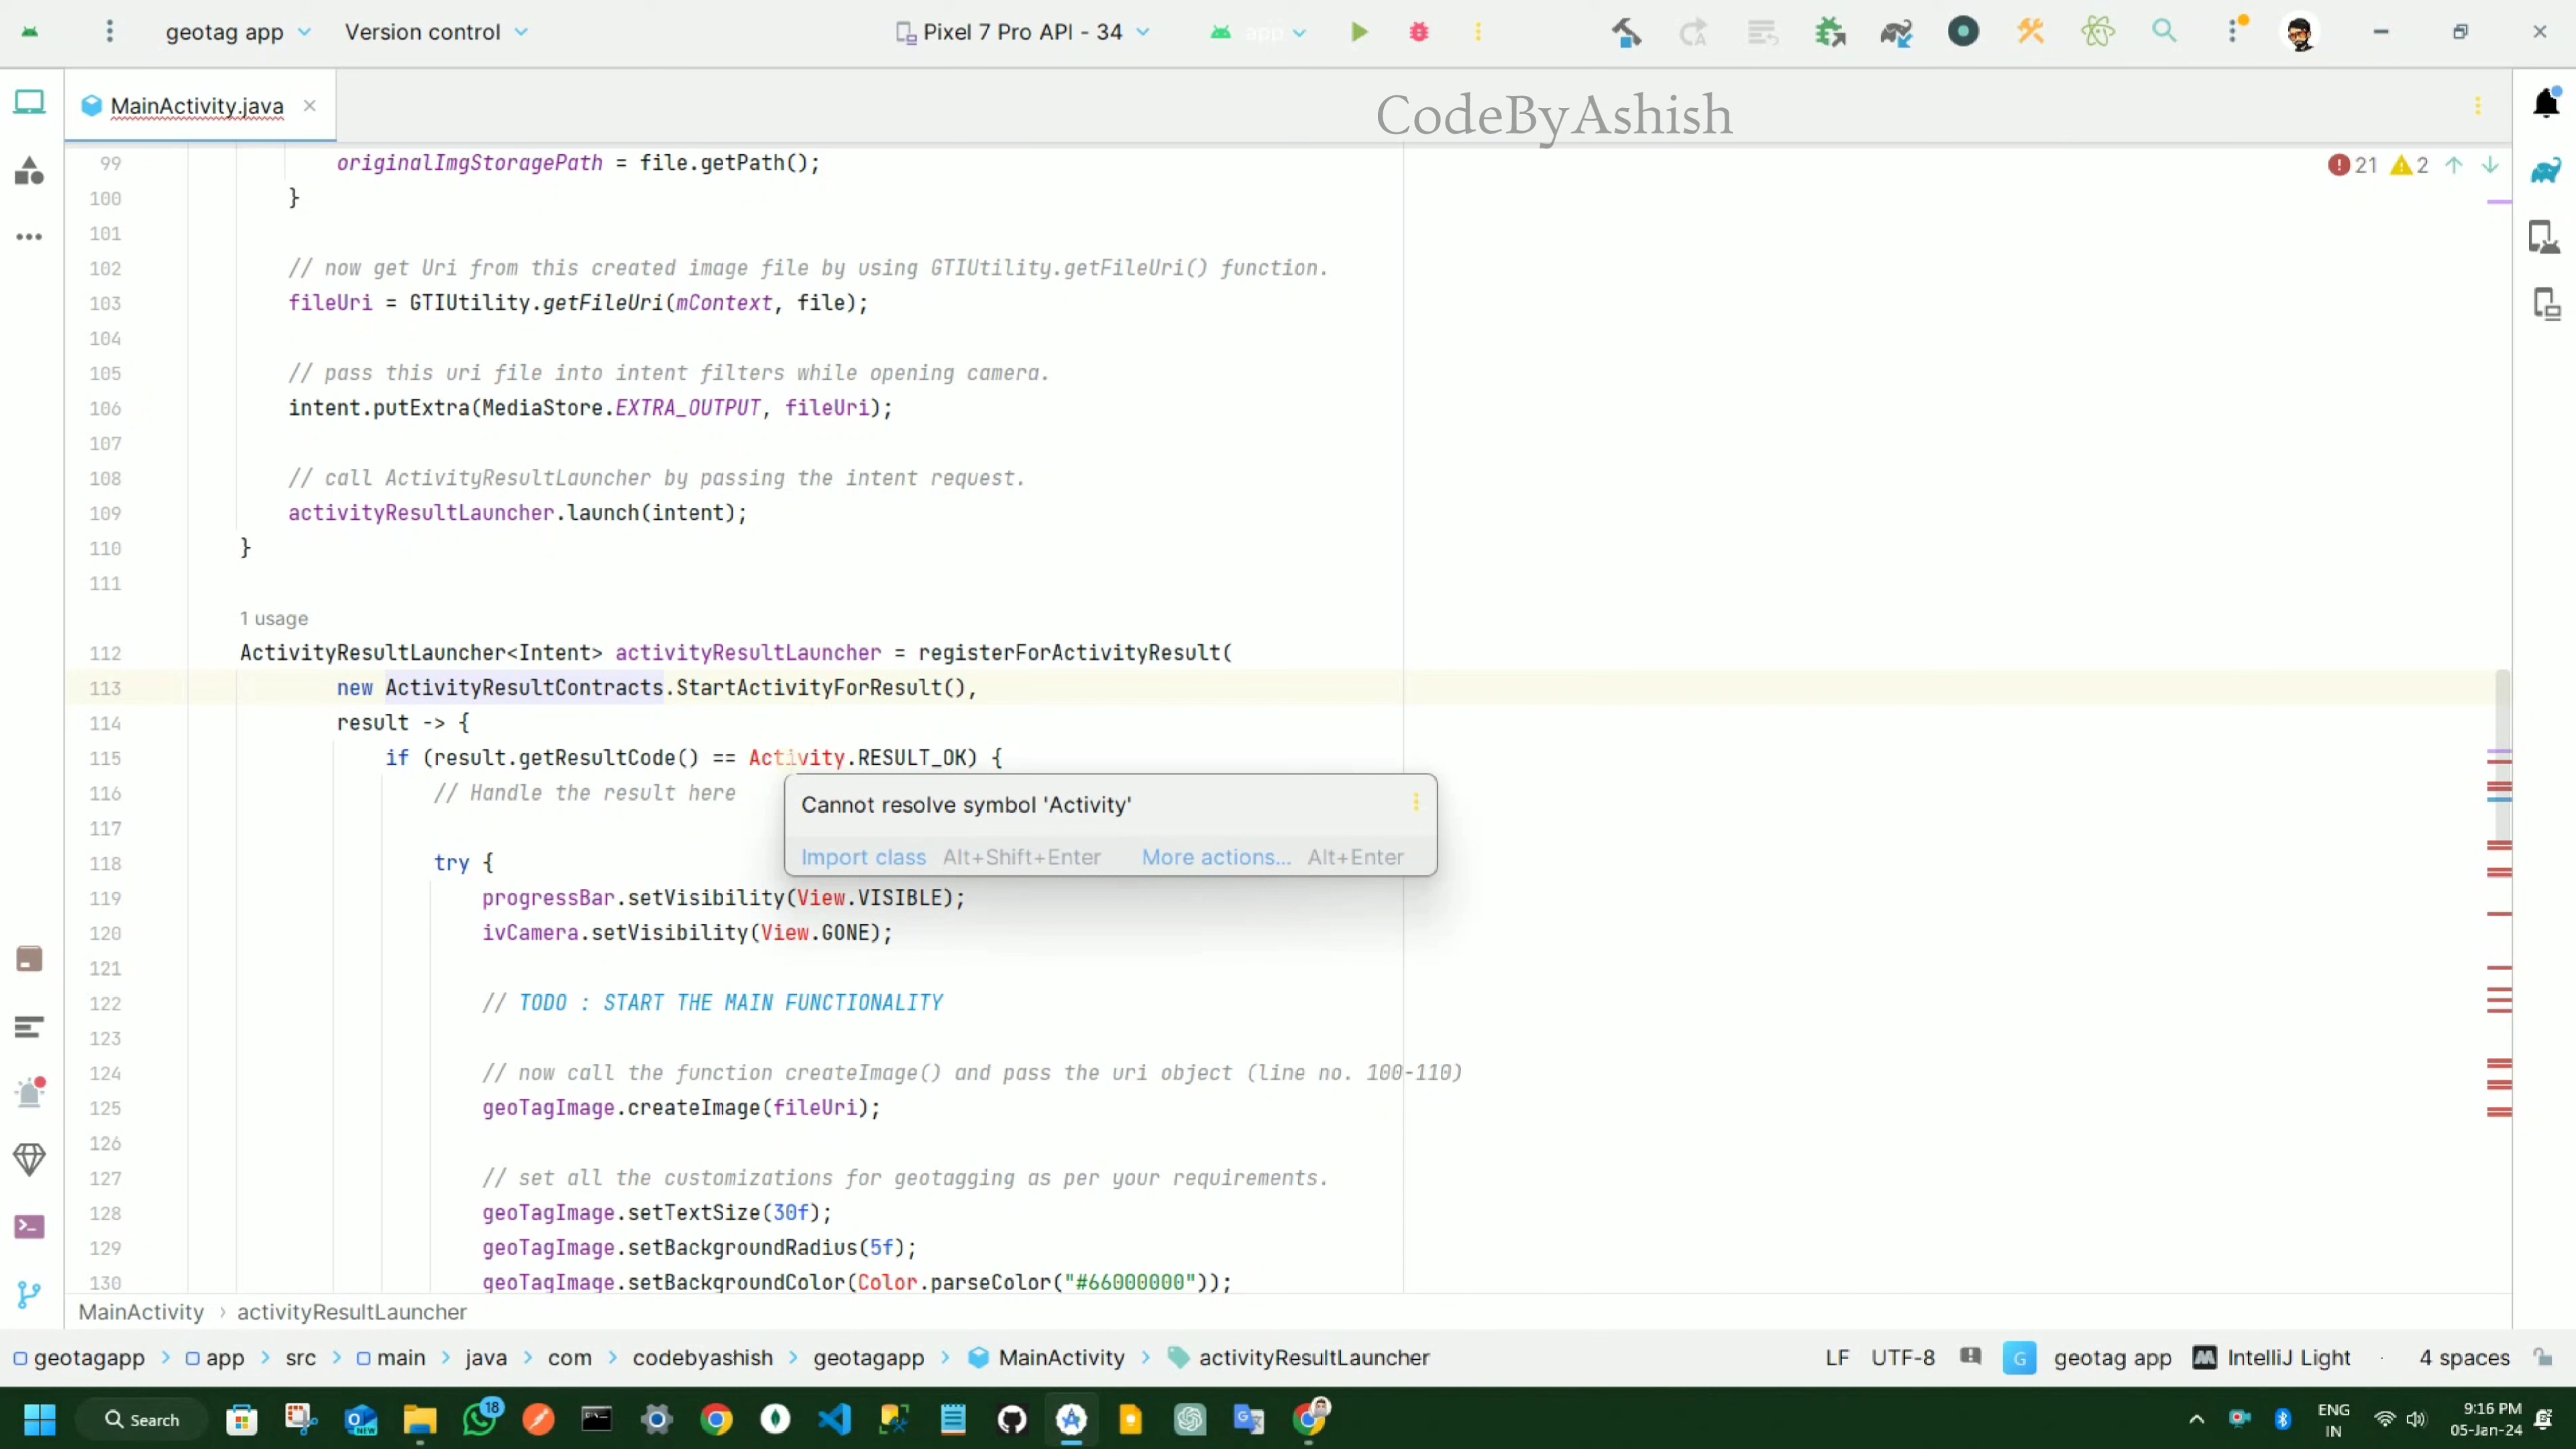 geotag app
Version control
Pixel 7 Pro API - 34
app
MainActivity.java
CodeByAshish
21
2
99 originalImgStoragePath = file.getPath();
100 }
101
102 // now get Uri from this created image file by using GTIUtility.getFileUri() function.
103 fileUri = GTIUtility.getFileUri(mContext, file);
104
105 // pass this uri file into intent filters while opening camera.
106 intent.putExtra(MediaStore.EXTRA_OUTPUT, fileUri);
107
108 // call ActivityResultLauncher by passing the intent request.
109 activityResultLauncher.launch(intent);
110 }
111
1 usage
112 ActivityResultLauncher<Intent> activityResultLauncher = registerForActivityResult(
113 new ActivityResultContracts.StartActivityForResult(),
114 result -> {
115 if (result.getResultCode() == Activity.RESULT_OK) {
116 // Handle the result here
Cannot resolve symbol 'Activity'
Import class Alt+Shift+Enter More actions... Alt+Enter
117
118 try {
119 progressBar.setVisibility(View.VISIBLE);
120 ivCamera.setVisibility(View.GONE);
121
122 // TODO : START THE MAIN FUNCTIONALITY
123
124 // now call the function createImage() and pass the uri object (line no. 100-110)
125 geoTagImage.createImage(fileUri);
126
127 // set all the customizations for geotagging as per your requirements.
128 geoTagImage.setTextSize(30f);
129 geoTagImage.setBackgroundRadius(5f);
130 geoTagImage.setBackgroundColor(Color.parseColor("#66000000"));
MainActivity › activityResultLauncher
geotagapp › app › src › main › java › com › codebyashish › geotagapp › MainActivity › activityResultLauncher
LF UTF-8 G geotag app IntelliJ Light 4 spaces
Search
NEW
18
ENG
IN
9:16 PM
05-Jan-24